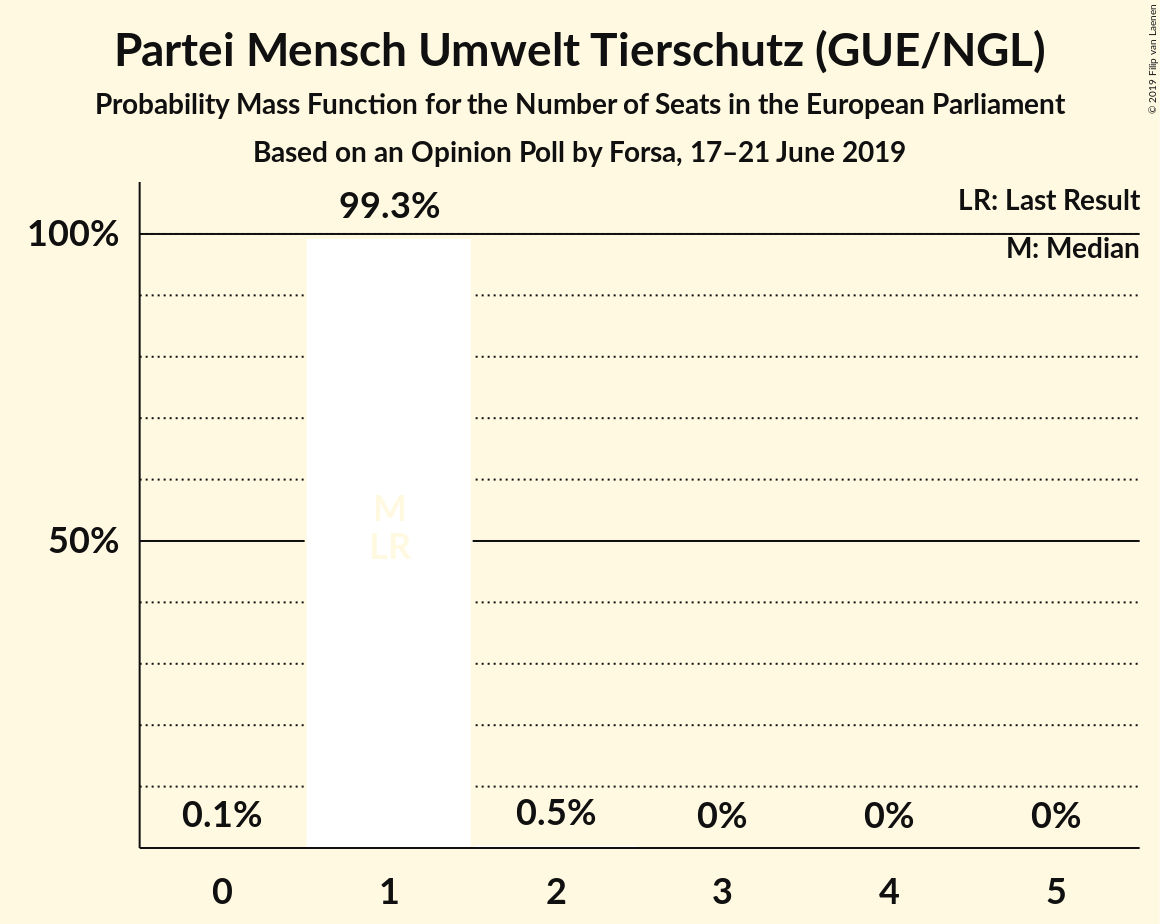 Partei Mensch Umwelt Tierschutz (GUE/NGL)
Probability Mass Function for the Number of Seats in the European Parliament
Based on an Opinion Poll by Forsa, 17–21 June 2019
© 2019 Filip van Laenen
LR: Last Result
M: Median
100%
50%
99.3%
M
LR
0.1%
0.5%
0%
0%
0%
0
1
2
3
4
5